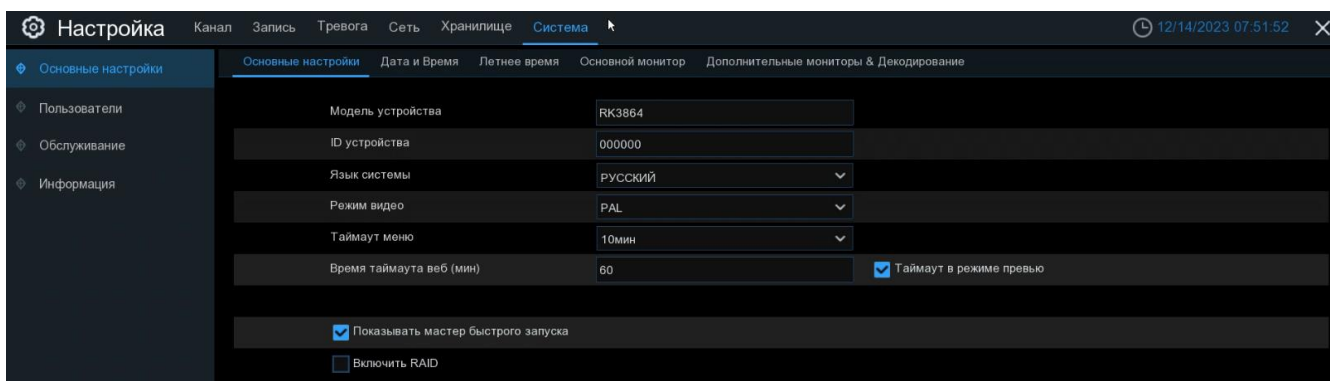 Настройка Канал Запись Тревога Сеть Хранилище Система 12/14/2023 07:51:52
Основные настройки Основные настройки Дата и Время Летнее время Основной монитор Дополнительные мониторы & Декодирование
Пользователи Модель устройства RK3864
Обслуживание ID устройства 000000
Информация Язык системы РУССКИЙ
Режим видео PAL
Таймаут меню 10мин
Время таймаута веб (мин) 60 Таймаут в режиме превью
Показывать мастер быстрого запуска
Включить RAID